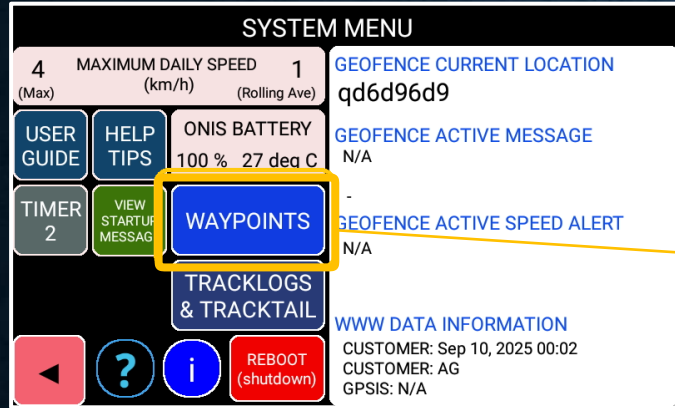 SYSTEM MENU
4 MAXIMUM DAILY SPEED 1
(Max) (km/h) (Rolling Ave)
GEOFENCE CURRENT LOCATION
qd6d96d9
USER
GUIDE
HELP
TIPS
ONIS BATTERY
100 % 27 deg C
GEOFENCE ACTIVE MESSAGE
N/A
-
TIMER
2
VIEW
STARTUP
MESSAGE
WAYPOINTS
GEOFENCE ACTIVE SPEED ALERT
N/A
TRACKLOGS
& TRACKTAIL
WWW DATA INFORMATION
CUSTOMER: Sep 10, 2025 00:02
CUSTOMER: AG
GPSIS: N/A
◄
?
i
REBOOT
(shutdown)